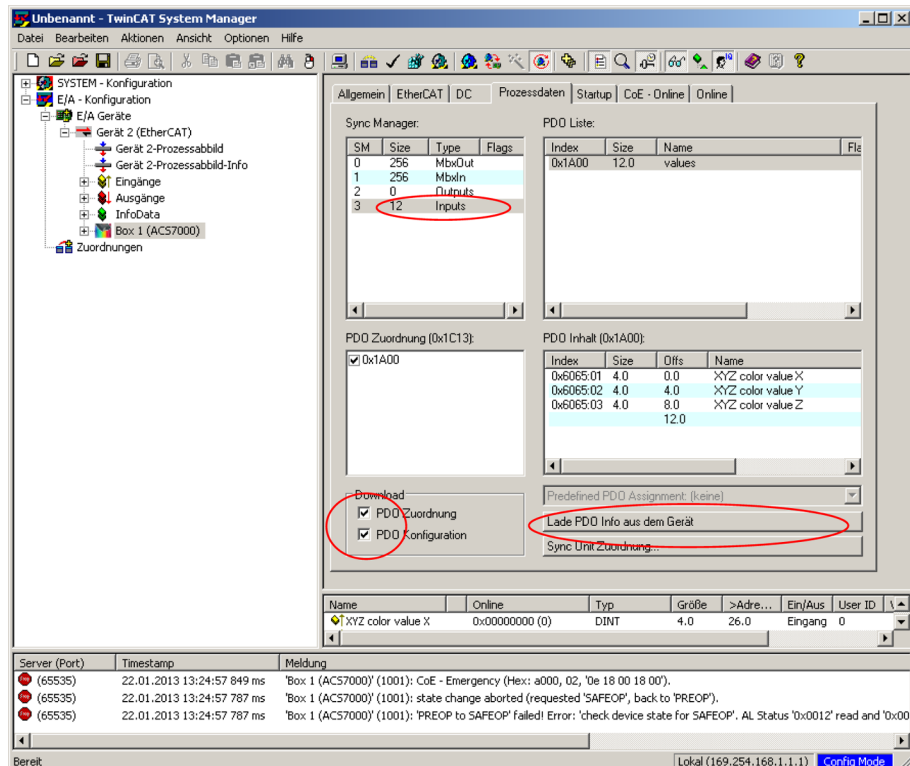 Unbenannt - TwinCAT System Manager
Datei Bearbeiten Aktionen Ansicht Optionen Hilfe
SYSTEM - Konfiguration
E/A - Konfiguration
E/A Geräte
Gerät 2 (EtherCAT)
Gerät 2-Prozessabbild
Gerät 2-Prozessabbild-Info
Eingänge
Ausgänge
InfoData
Box 1 (ACS7000)
Zuordnungen
Allgemein EtherCAT DC Prozessdaten Startup CoE - Online Online
Sync Manager:
SM Size Type Flags
0 256 MbxOut
1 256 MbxIn
2 0 Outputs
3 12 Inputs
PDO Liste:
Index Size Name Fla
0x1A00 12.0 values
PDO Zuordnung (0x1C13):
0x1A00
PDO Inhalt (0x1A00):
Index Size Offs Name
0x6065:01 4.0 0.0 XYZ color value X
0x6065:02 4.0 4.0 XYZ color value Y
0x6065:03 4.0 8.0 XYZ color value Z
12.0
Download
PDO Zuordnung
PDO Konfiguration
Predefined PDO Assignment: (keine)
Lade PDO Info aus dem Gerät
Sync Unit Zuordnung...
Name Online Typ Größe >Adre... Ein/Aus User ID
XYZ color value X 0x00000000 (0) DINT 4.0 26.0 Eingang 0
Server (Port) Timestamp Meldung
(65535) 22.01.2013 13:24:57 849 ms 'Box 1 (ACS7000)' (1001): CoE - Emergency (Hex: a000, 02, '0e 18 00 18 00').
(65535) 22.01.2013 13:24:57 787 ms 'Box 1 (ACS7000)' (1001): state change aborted (requested 'SAFEOP', back to 'PREOP').
(65535) 22.01.2013 13:24:57 787 ms 'Box 1 (ACS7000)' (1001): 'PREOP to SAFEOP' failed! Error: 'check device state for SAFEOP'. AL Status '0x0012' read and '0x00
Bereit Lokal (169.254.168.1.1.1) Config Mode